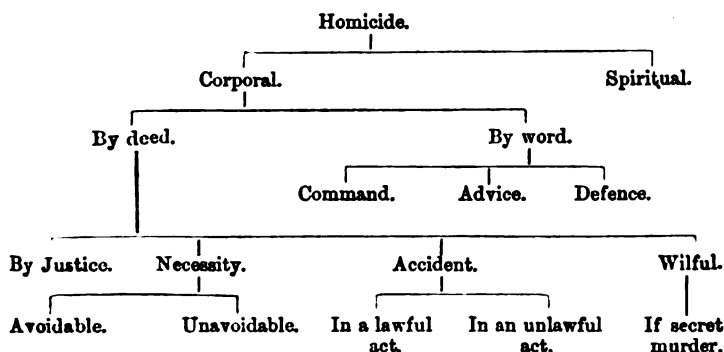 Homicide.
Corporal. Spiritual.
By deed. By word.
Command. Advice. Defence.
By Justice. Necessity. Accident. Wilful.
Avoidable. Unavoidable. In a lawful In an unlawful If secret
act. act. murder.